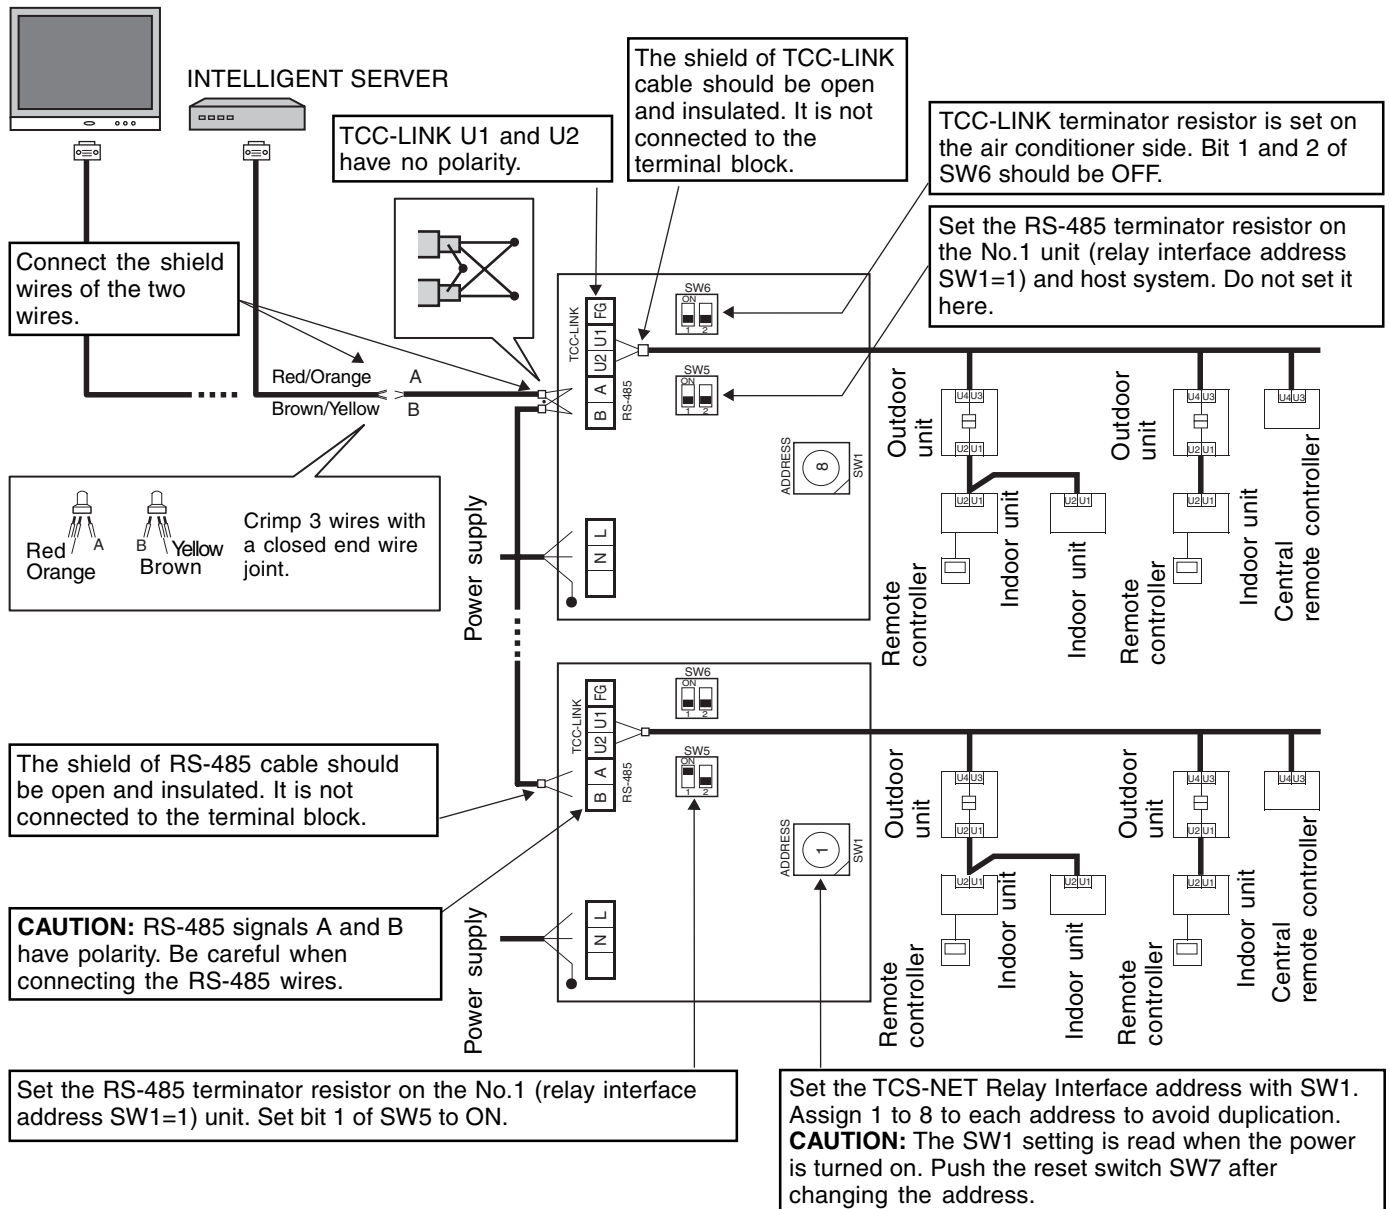 INTELLIGENT SERVER
TCC-LINK U1 and U2
have no polarity.
The shield of TCC-LINK
cable should be open
and insulated. It is not
connected to the
terminal block.
TCC-LINK terminator resistor is set on
the air conditioner side. Bit 1 and 2 of
SW6 should be OFF.
Set the RS-485 terminator resistor on
the No.1 unit (relay interface address
SW1=1) and host system. Do not set it
here.
Connect the shield
wires of the two
wires.
Red/Orange A
Brown/Yellow B
Red
Orange
A
B
Yellow
Brown
Crimp 3 wires with
a closed end wire
joint.
Power supply
TCC-LINK
FG
U1
U2
A
B
RS-485
L
N
SW6
ON
1 2
SW5
ON
1 2
ADDRESS
8
SW1
Outdoor
unit
U4 U3
U2 U1
U2 U1
U2 U1
Remote
controller
Indoor unit
Indoor unit
Outdoor
unit
U4 U3
U2 U1
U2 U1
Remote
controller
Indoor unit
U4 U3
Central
remote controller
The shield of RS-485 cable should
be open and insulated. It is not
connected to the terminal block.
CAUTION: RS-485 signals A and B
have polarity. Be careful when
connecting the RS-485 wires.
Power supply
TCC-LINK
FG
U1
U2
A
B
RS-485
L
N
SW6
ON
1 2
SW5
ON
1 2
ADDRESS
1
SW1
Outdoor
unit
U4 U3
U2 U1
U2 U1
U2 U1
Remote
controller
Indoor unit
Indoor unit
Outdoor
unit
U4 U3
U2 U1
U2 U1
Remote
controller
Indoor unit
U4 U3
Central
remote controller
Set the RS-485 terminator resistor on the No.1 (relay interface
address SW1=1) unit. Set bit 1 of SW5 to ON.
Set the TCS-NET Relay Interface address with SW1.
Assign 1 to 8 to each address to avoid duplication.
CAUTION: The SW1 setting is read when the power
is turned on. Push the reset switch SW7 after
changing the address.